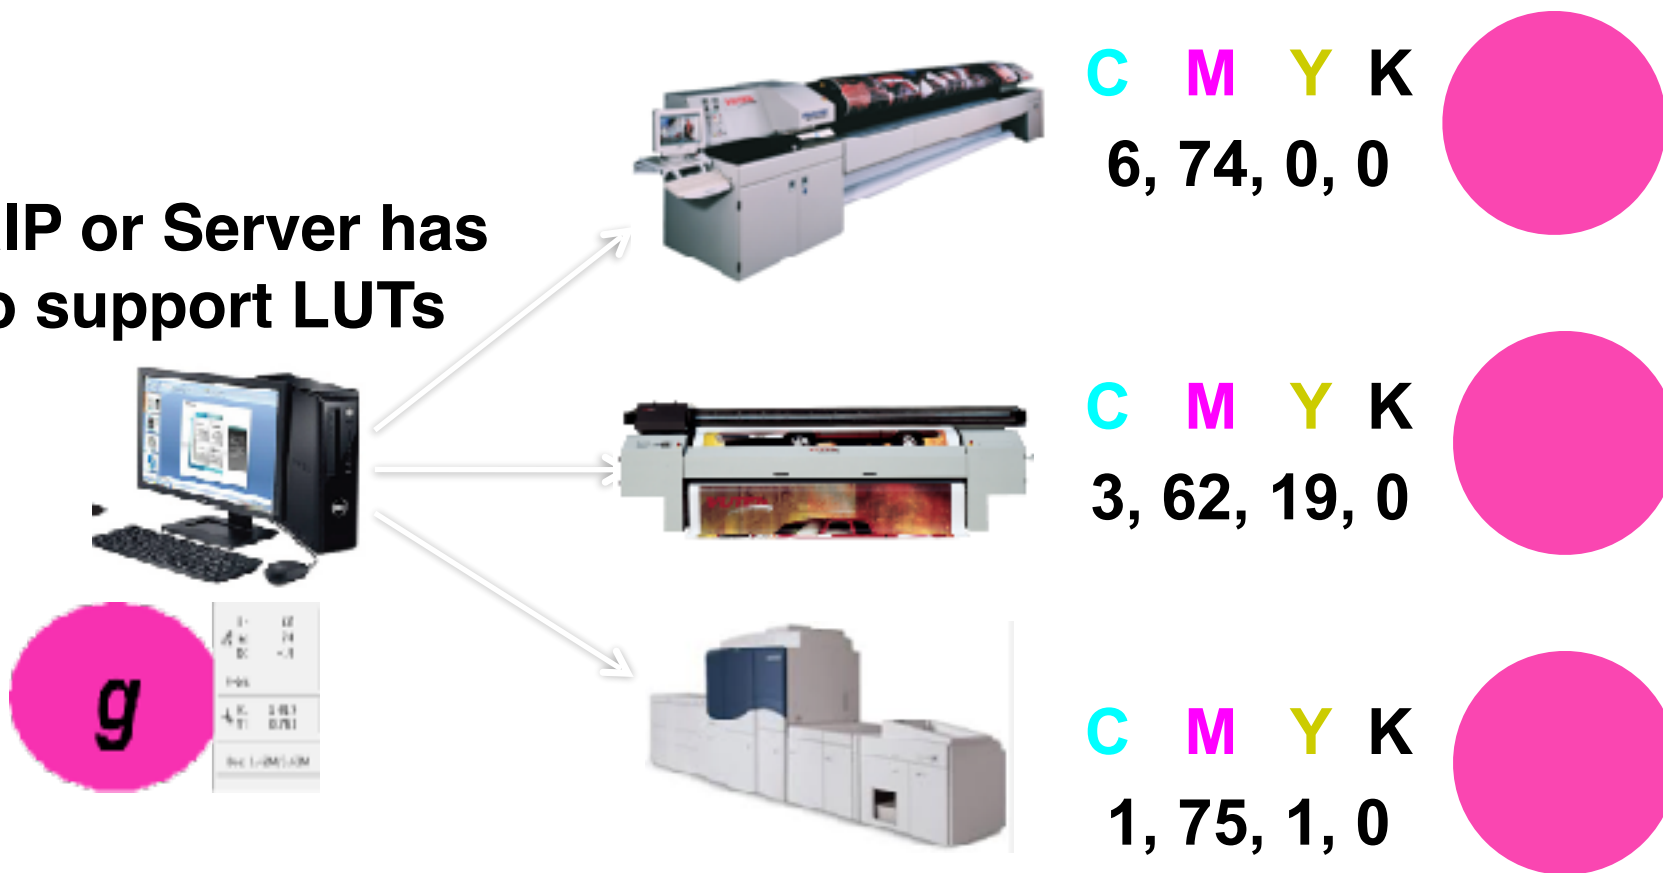 IP or Server has
support LUTs
C M Y K
6, 74, 0, 0
C M Y K
3, 62, 19, 0
g
C M Y K
1, 75, 1, 0